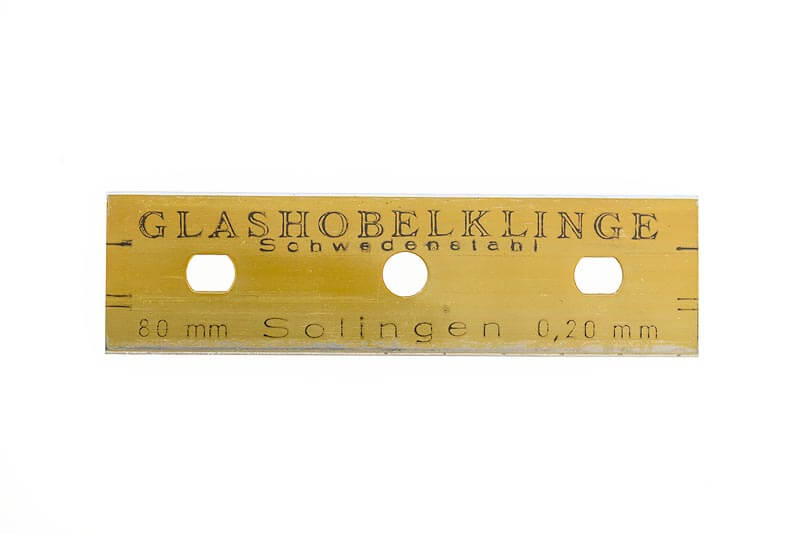 GLASHOBELKLINGE
Schwedenstahl
80 mm Solingen 0,20 mm